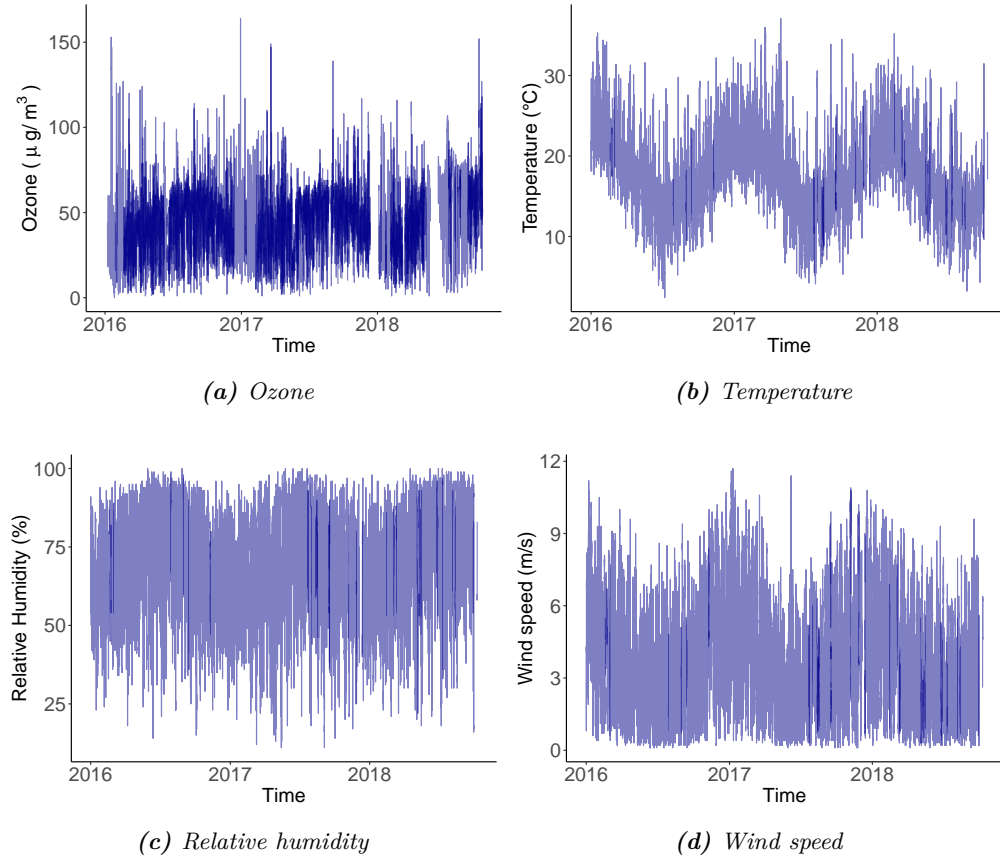 150
100
50
0
Ozone ( μ g/ m³ )
2016 2017 2018
Time
(a) Ozone
30
20
10
Temperature (°C)
2016 2017 2018
Time
(b) Temperature
100
75
50
25
Relative Humidity (%)
2016 2017 2018
Time
(c) Relative humidity
12
9
6
3
0
Wind speed (m/s)
2016 2017 2018
Time
(d) Wind speed